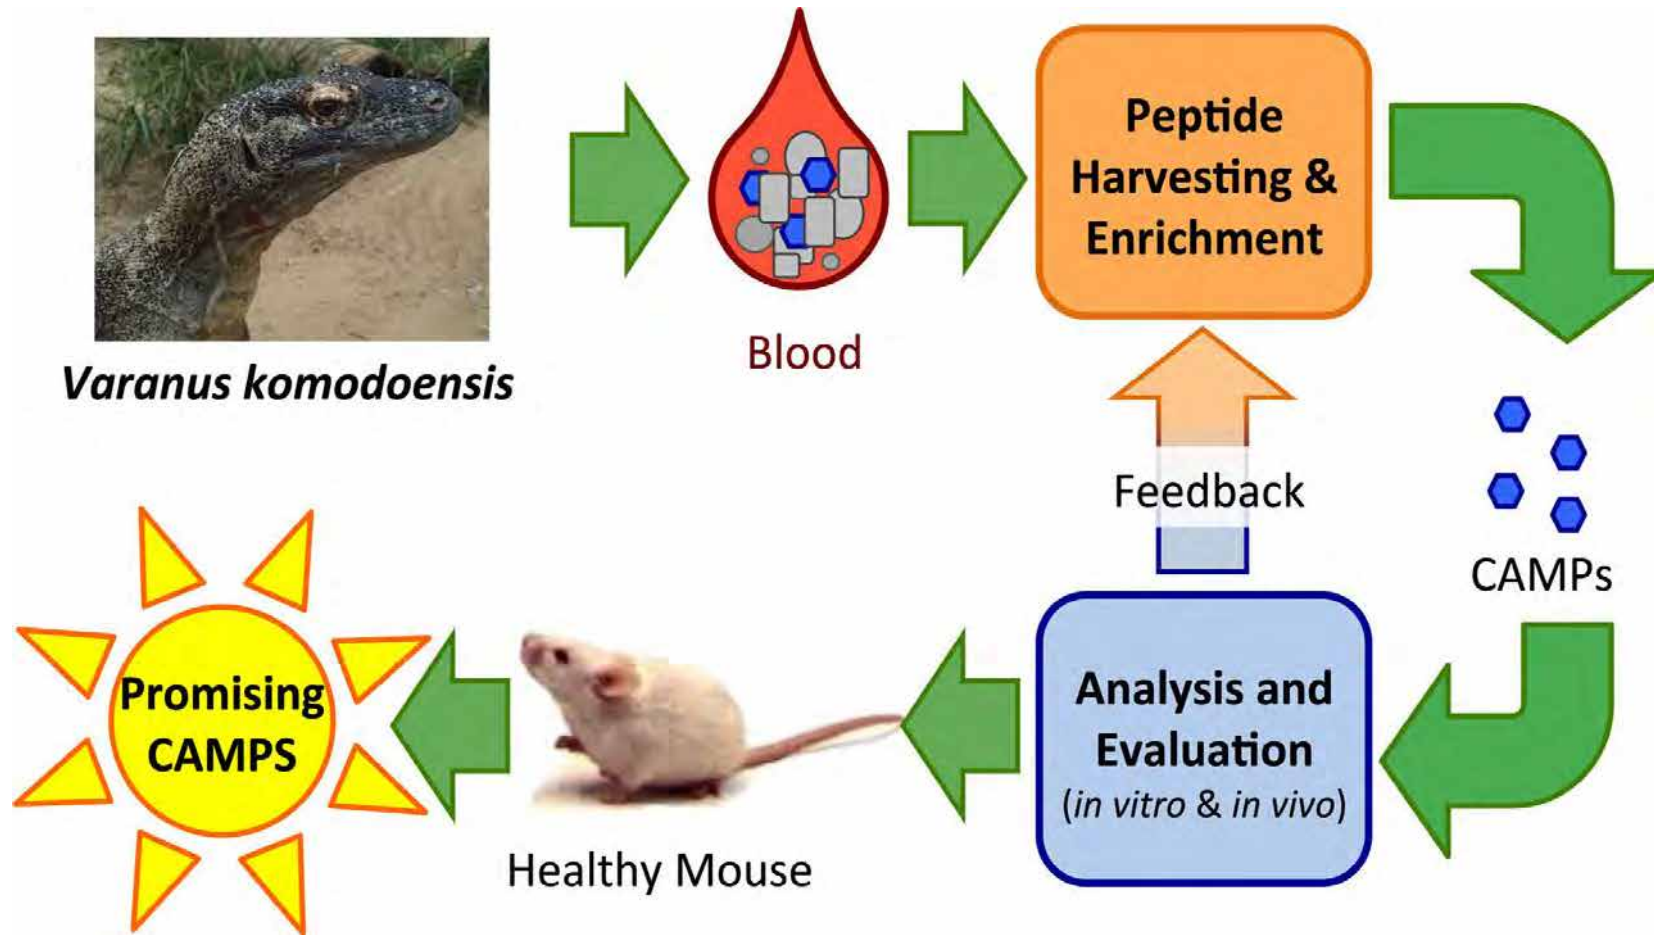 Varanus komodoensis
Blood
Peptide
Harvesting &
Enrichment
CAMPs
Feedback
Analysis and
Evaluation
(in vitro & in vivo)
Healthy Mouse
Promising
CAMPS